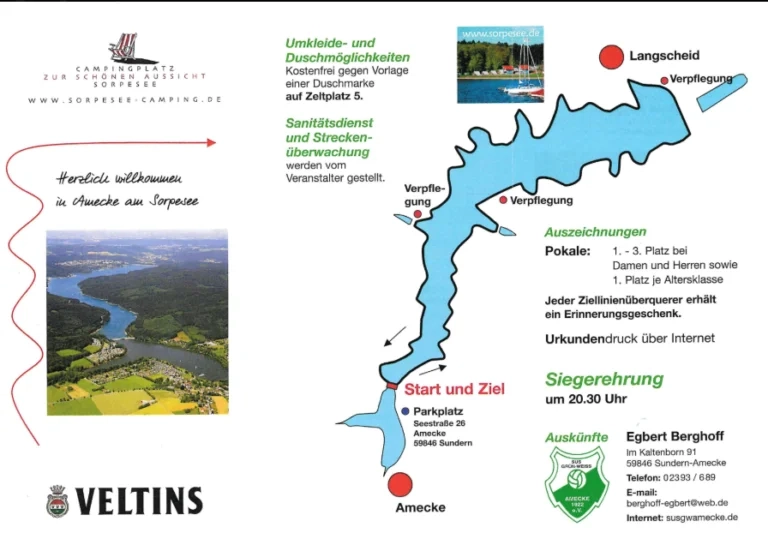 CAMPINGPLATZ
ZUR SCHÖNEN AUSSICHT
SORPESEE
WWW.SORPESEE-CAMPING.DE
Herzlich willkommen
in Amecke am Sorpesee
VELTINS
Umkleide- und
Duschmöglichkeiten
Kostenfrei gegen Vorlage
einer Duschmarke
auf Zeltplatz 5.
Sanitätsdienst
und Strecken-
überwachung
werden vom
Veranstalter gestellt.
www.sorpesee.de
Langscheid
Verpflegung
Verpfle-
gung
Verpflegung
Start und Ziel
Parkplatz
Seestraße 26
Amecke
59846 Sundern
Amecke
Auszeichnungen
Pokale: 1. - 3. Platz bei
Damen und Herren sowie
1. Platz je Altersklasse
Jeder Ziellinienüberquerer erhält
ein Erinnerungsgeschenk.
Urkundendruck über Internet
Siegerehrung
um 20.30 Uhr
Auskünfte
SUS
GRÜN-WEISS
AMECKE
1922
e.V.
Egbert Berghoff
Im Kaltenborn 91
59846 Sundern-Amecke
Telefon: 02393 / 689
E-mail:
berghoff-egbert@web.de
Internet: susgwamecke.de